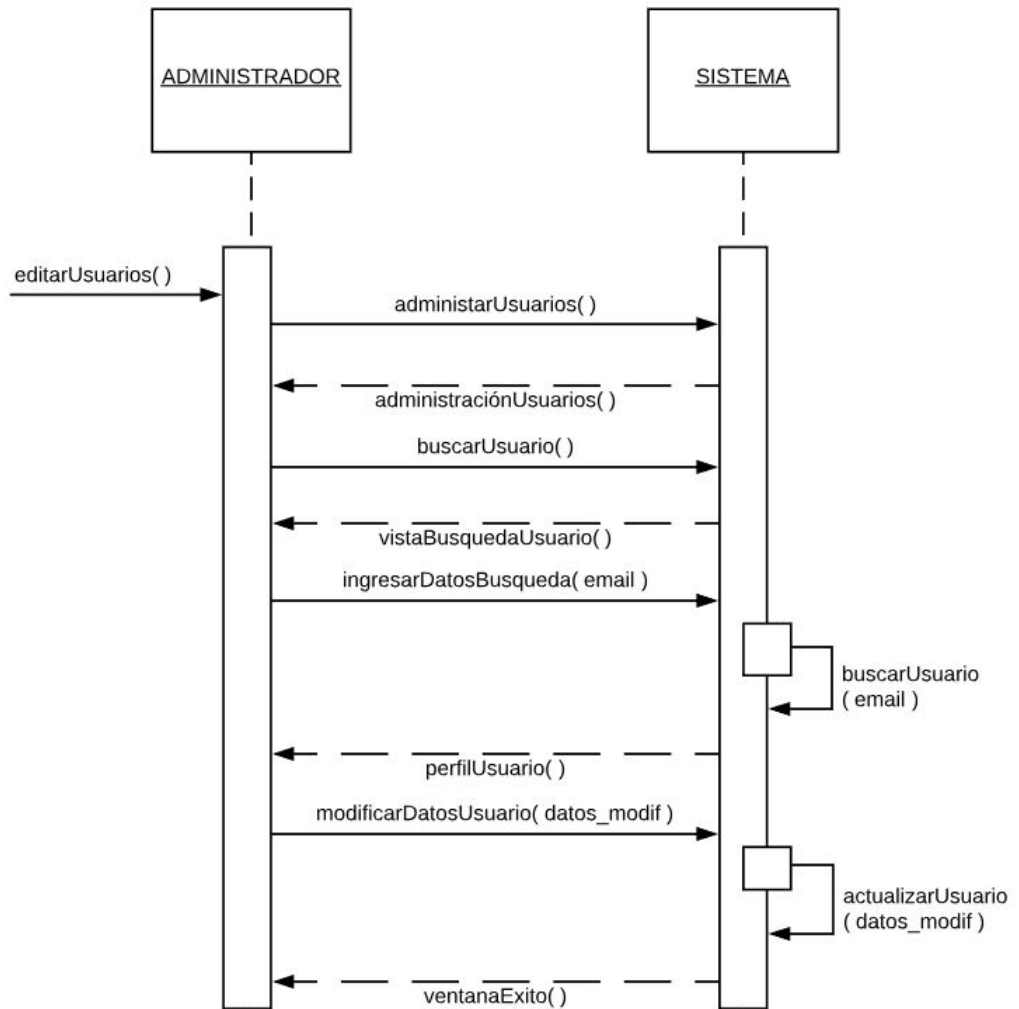 ADMINISTRADOR
SISTEMA
editarUsuarios( )
administarUsuarios( )
administraciónUsuarios( )
buscarUsuario( )
vistaBusquedaUsuario( )
ingresarDatosBusqueda( email )
buscarUsuario
( email )
perfilUsuario( )
modificarDatosUsuario( datos_modif )
actualizarUsuario
( datos_modif )
ventanaExito( )